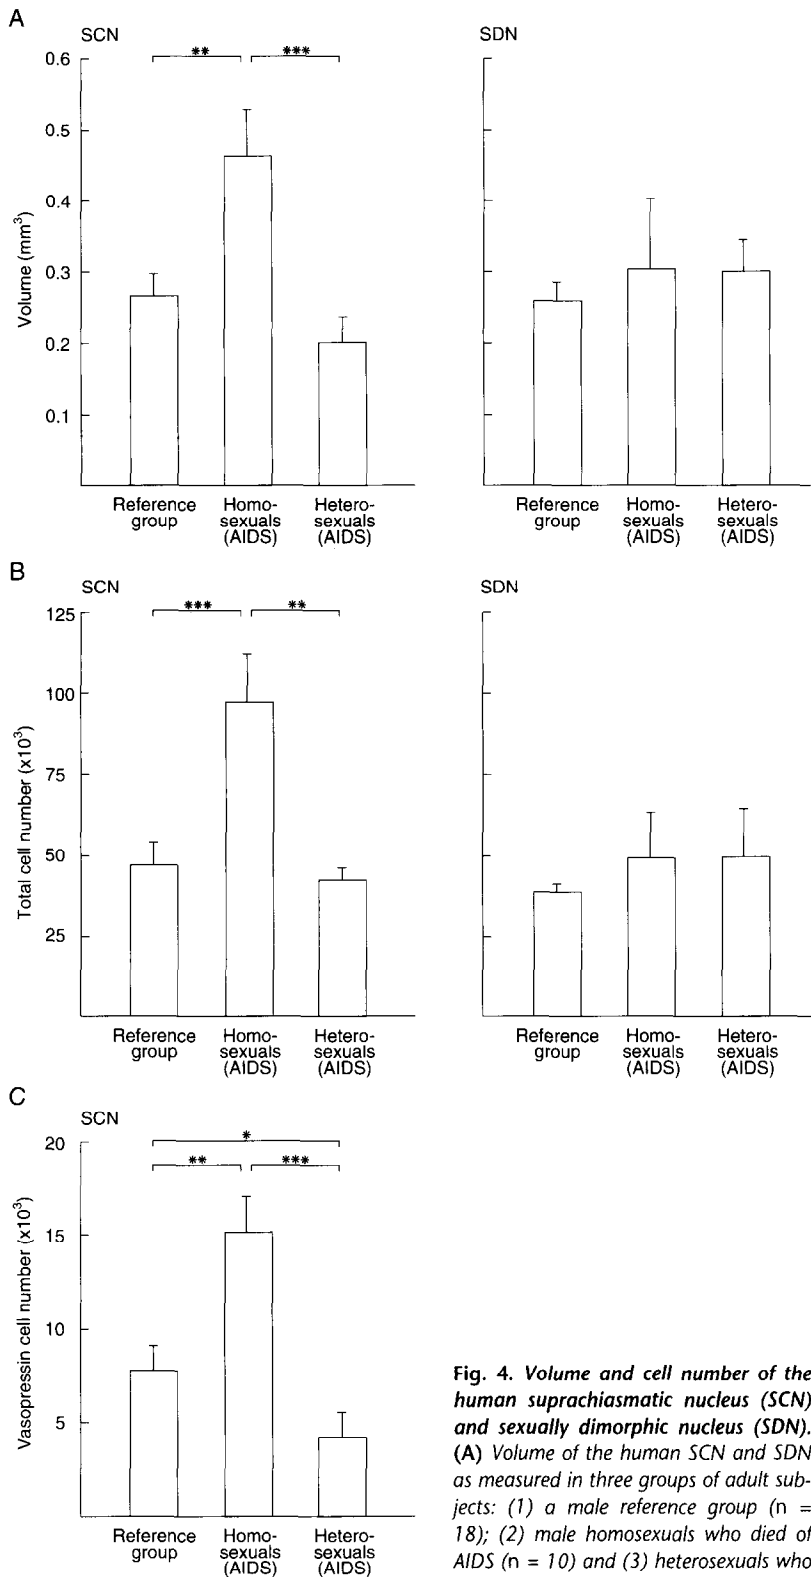 A
SCN
SDN
** ***
0.6
0.5
0.4
0.3
0.2
0.1
Volume (mm³)
Reference group
Homo-sexuals (AIDS)
Hetero-sexuals (AIDS)
Reference group
Homo-sexuals (AIDS)
Hetero-sexuals (AIDS)
B
SCN
SDN
*** **
125
100
75
50
25
Total cell number (x10³)
Reference group
Homo-sexuals (AIDS)
Hetero-sexuals (AIDS)
Reference group
Homo-sexuals (AIDS)
Hetero-sexuals (AIDS)
C
SCN
*
** ***
20
15
10
5
Vasopressin cell number (x10³)
Reference group
Homo-sexuals (AIDS)
Hetero-sexuals (AIDS)
Fig. 4. Volume and cell number of the
human suprachiasmatic nucleus (SCN)
and sexually dimorphic nucleus (SDN).
(A) Volume of the human SCN and SDN
as measured in three groups of adult sub-
jects: (1) a male reference group (n =
18); (2) male homosexuals who died of
AIDS (n = 10) and (3) heterosexuals who